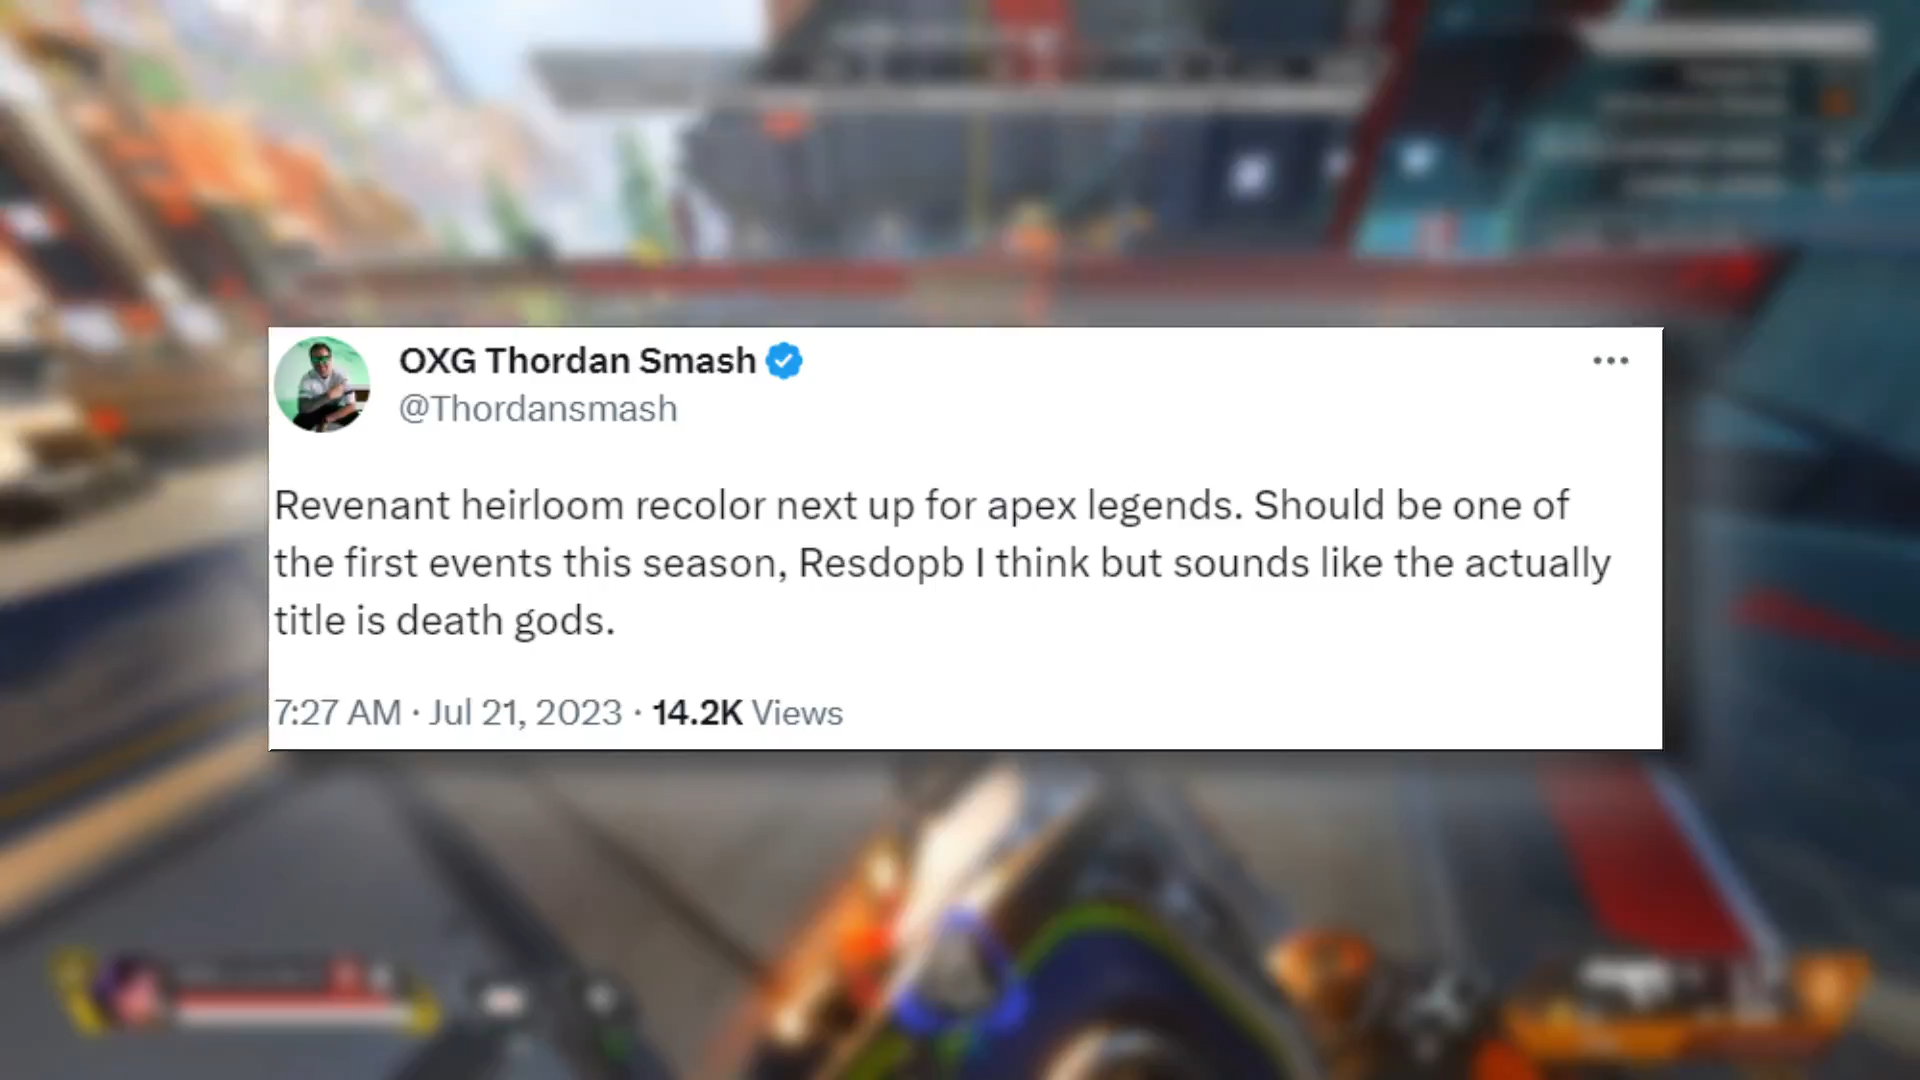 OXG Thordan Smash
@Thordansmash
Revenant heirloom recolor next up for apex legends. Should be one of
the first events this season, Resdopb I think but sounds like the actually
title is death gods.
7:27 AM · Jul 21, 2023 · 14.2K Views